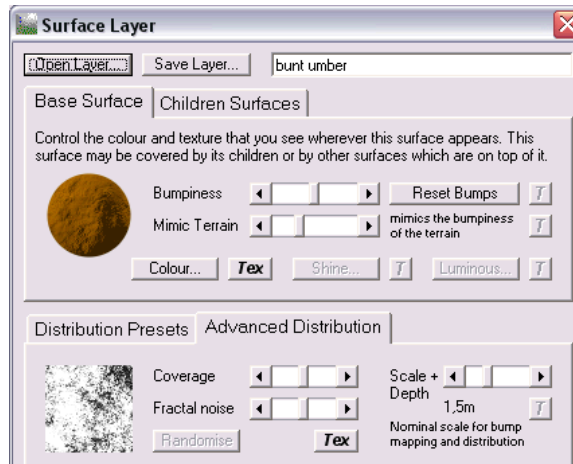 Surface Layer
Open Layer... Save Layer... bunt umber
Base Surface Children Surfaces
Control the colour and texture that you see wherever this surface appears. This
surface may be covered by its children or by other surfaces which are on top of it.
Bumpiness Reset Bumps T
Mimic Terrain mimics the bumpiness
of the terrain T
Colour... Tex Shine... T Luminous... T
Distribution Presets Advanced Distribution
Coverage Scale +
Depth
Fractal noise 1,5m T
Randomise Tex Nominal scale for bump
mapping and distribution